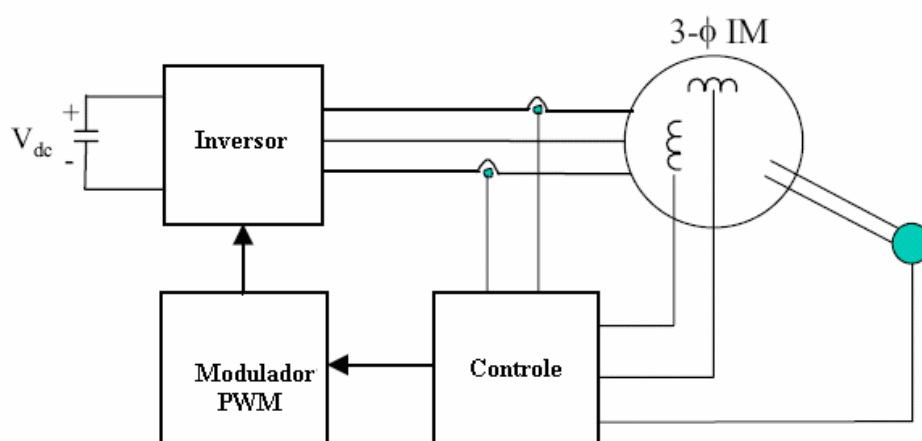 3-ϕ IM
+
V_dc
-
Inversor
Modulador
PWM
Controle